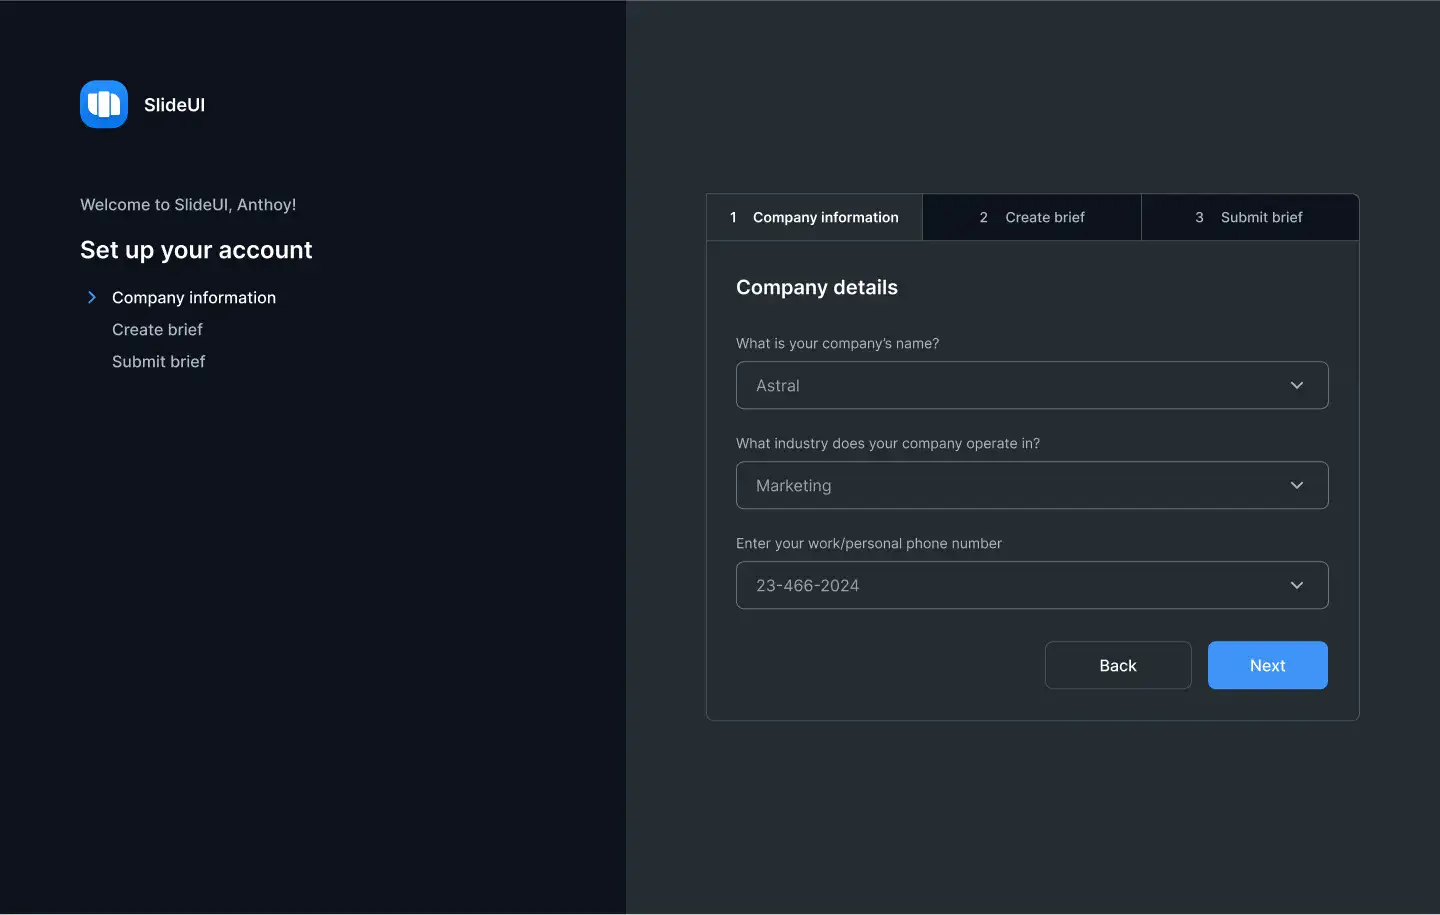 SlideUI
Welcome to SlideUI, Anthoy!
Set up your account
Company information
Create brief
Submit brief
1 Company information
2 Create brief
3 Submit brief
Company details
What is your company’s name?
Astral
What industry does your company operate in?
Marketing
Enter your work/personal phone number
23-466-2024
Back
Next